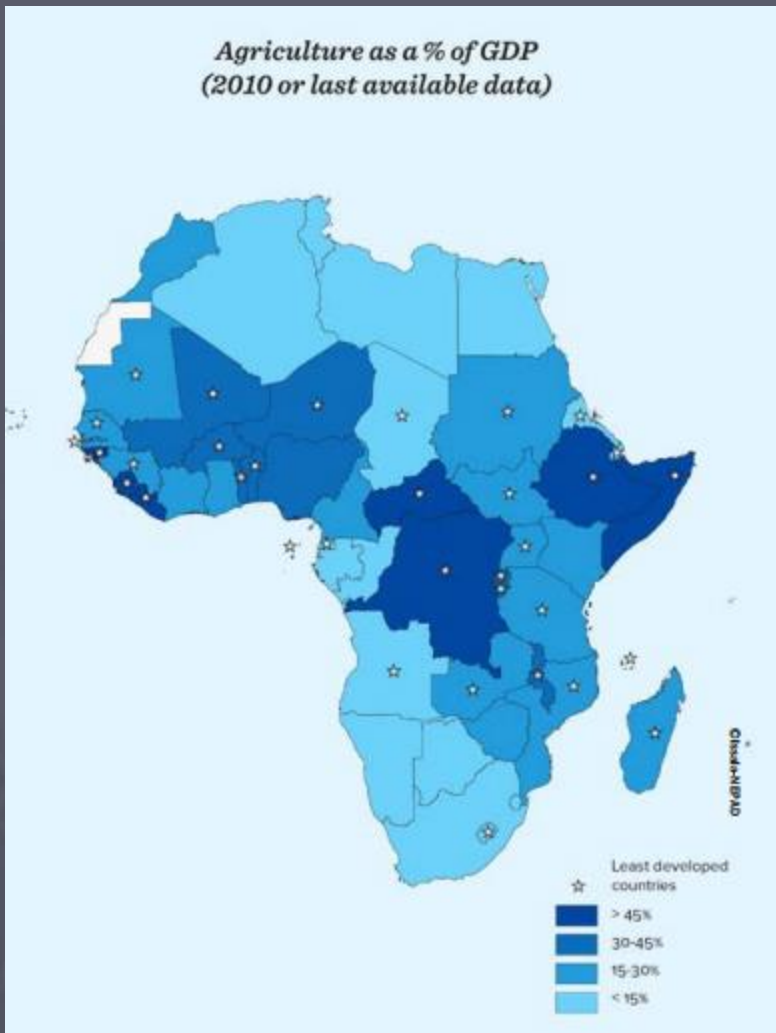 Agriculture as a % of GDP
(2010 or last available data)
Least developed
countries
> 45%
30-45%
15-30%
< 15%